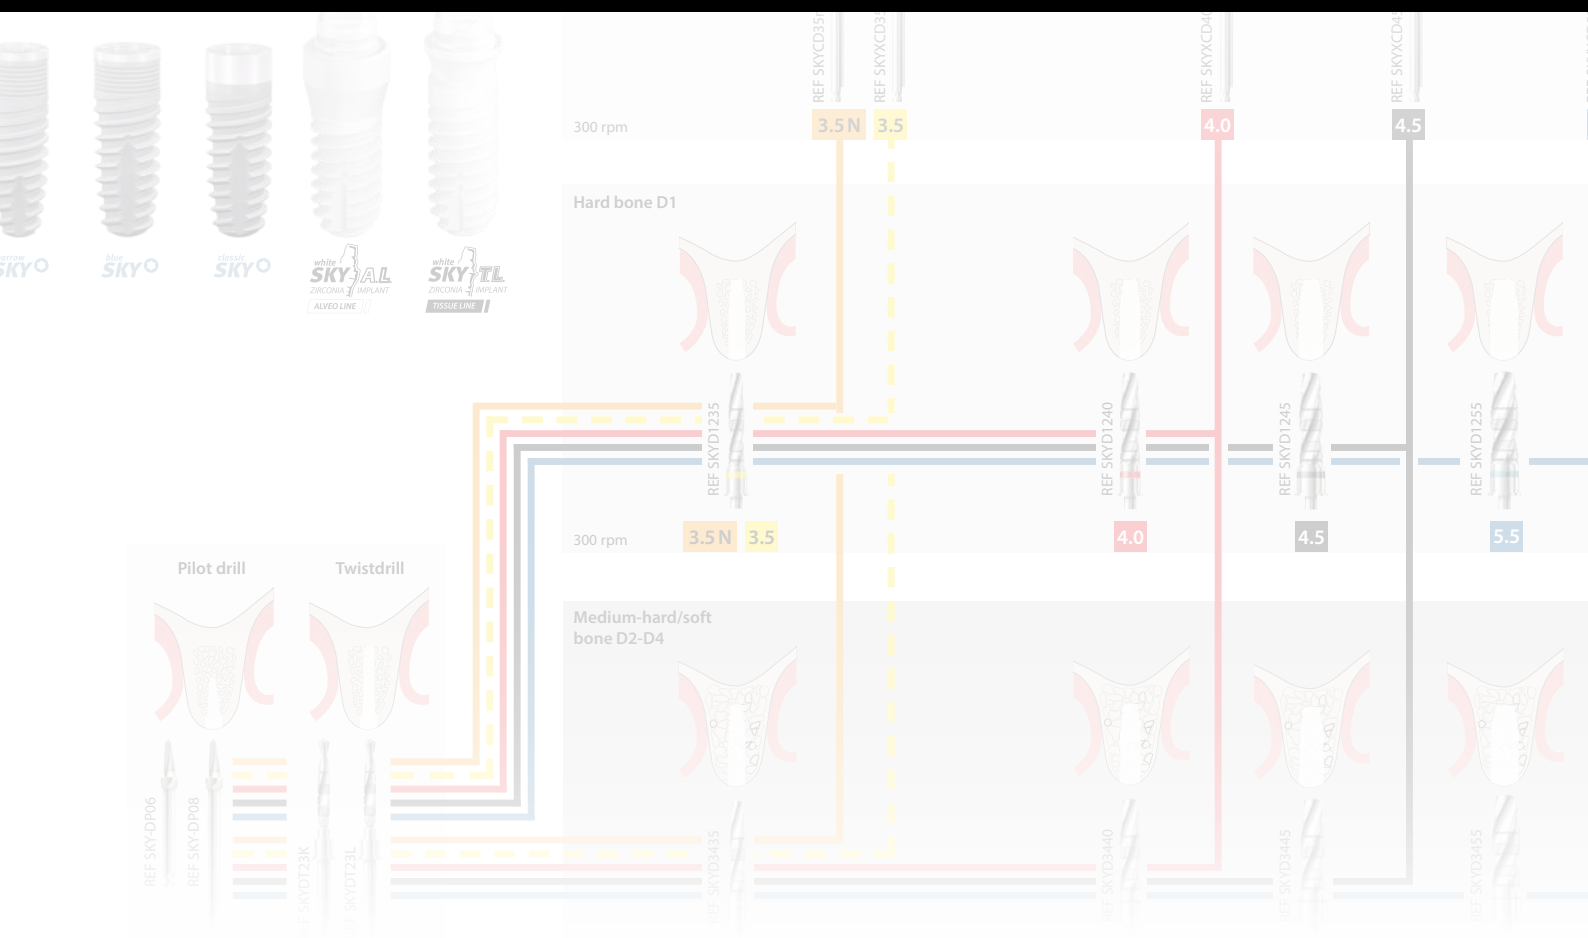 REF SKYXCD40
REF SKYXCD45
300 rpm
3.5 N
3.5
4.0
4.5
Hard bone D1
SKY
blue
SKY
classic
SKY
white
SKY AL
ZIRCONIA IMPLANT
ALVEO LINE
white
SKY TL
ZIRCONIA IMPLANT
TISSUE LINE
REF SKYD1235
REF SKYD1240
REF SKYD1245
REF SKYD1255
300 rpm
3.5 N
3.5
4.0
4.5
5.5
Pilot drill
Twistdrill
Medium-hard/soft
bone D2-D4
REF SKY-DP06
REF SKY-DP08
REF SKYDT23K
REF SKYDT23L
REF SKYD3435
REF SKYD3440
REF SKYD3445
REF SKYD3455